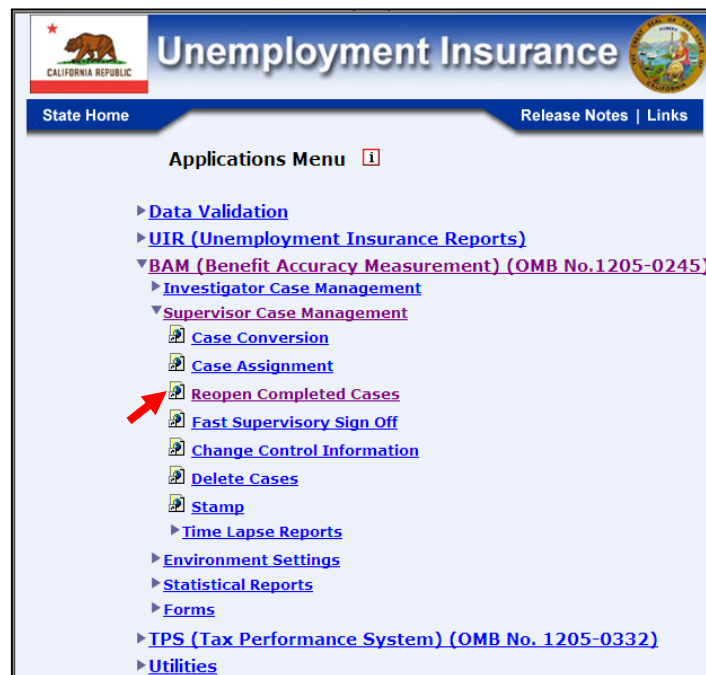 CALIFORNIA REPUBLIC
Unemployment Insurance
State Home
Release Notes | Links
Applications Menu i
Data Validation
UIR (Unemployment Insurance Reports)
BAM (Benefit Accuracy Measurement) (OMB No.1205-0245)
Investigator Case Management
Supervisor Case Management
Case Conversion
Case Assignment
Reopen Completed Cases
Fast Supervisory Sign Off
Change Control Information
Delete Cases
Stamp
Time Lapse Reports
Environment Settings
Statistical Reports
Forms
TPS (Tax Performance System) (OMB No. 1205-0332)
Utilities